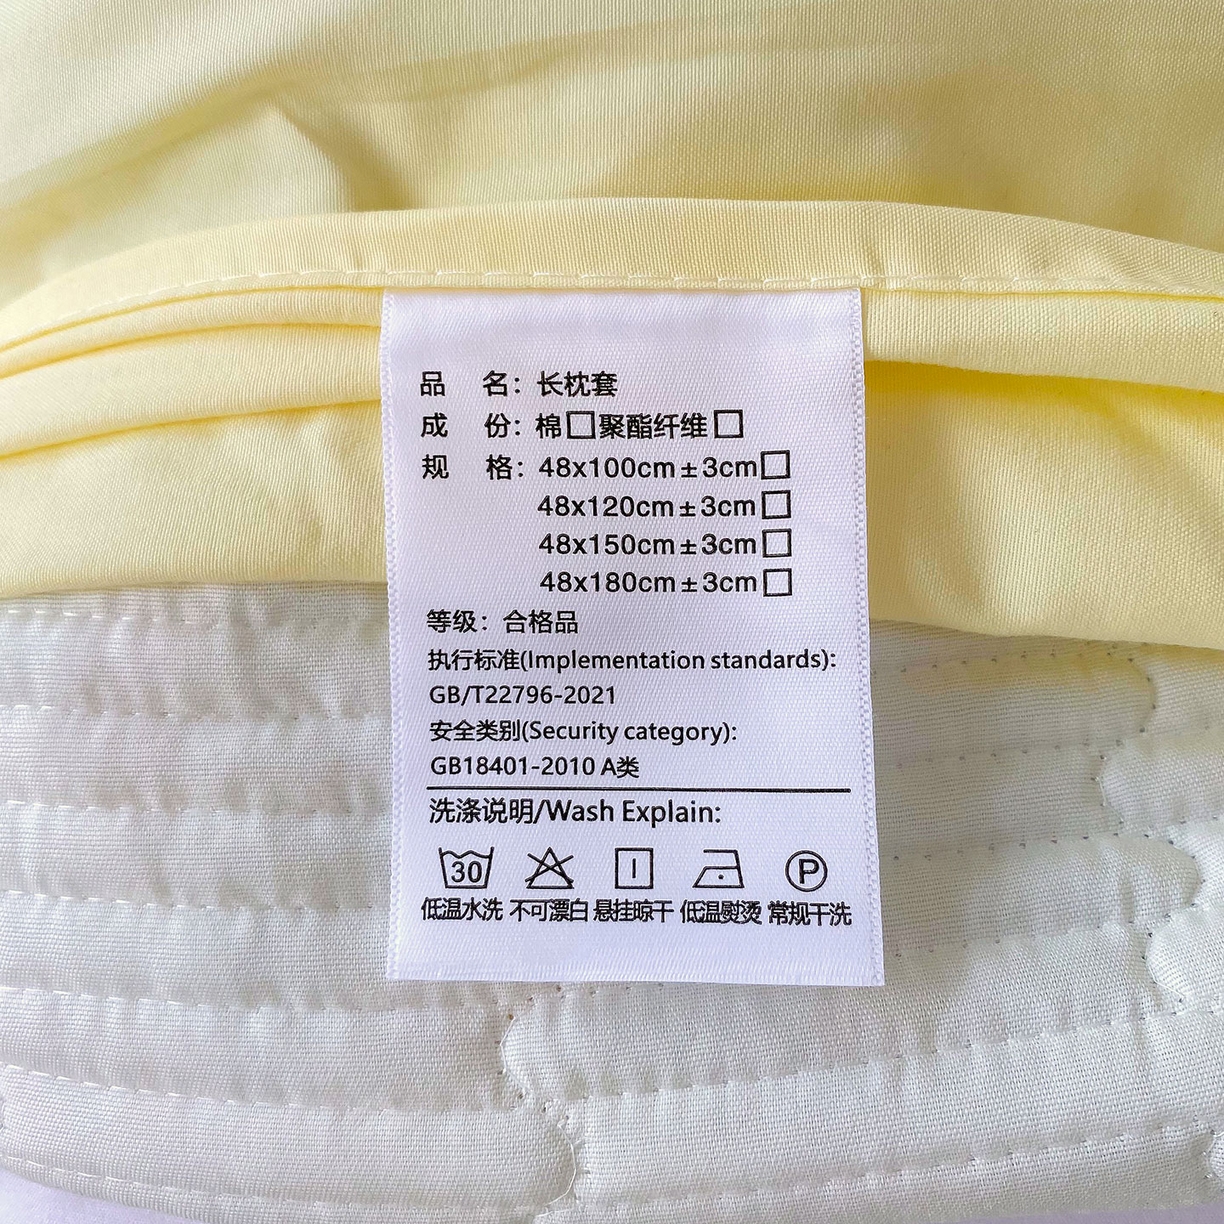 品 名：长枕套
成 份：棉□聚酯纤维□
规 格：48x100cm±3cm□
48x120cm±3cm□
48x150cm±3cm□
48x180cm±3cm□
等级：合格品
执行标准(Implementation standards):
GB/T22796-2021
安全类别(Security category):
GB18401-2010 A类
洗涤说明/Wash Explain:
30 P
低温水洗 不可漂白 悬挂晾干 低温熨烫 常规干洗